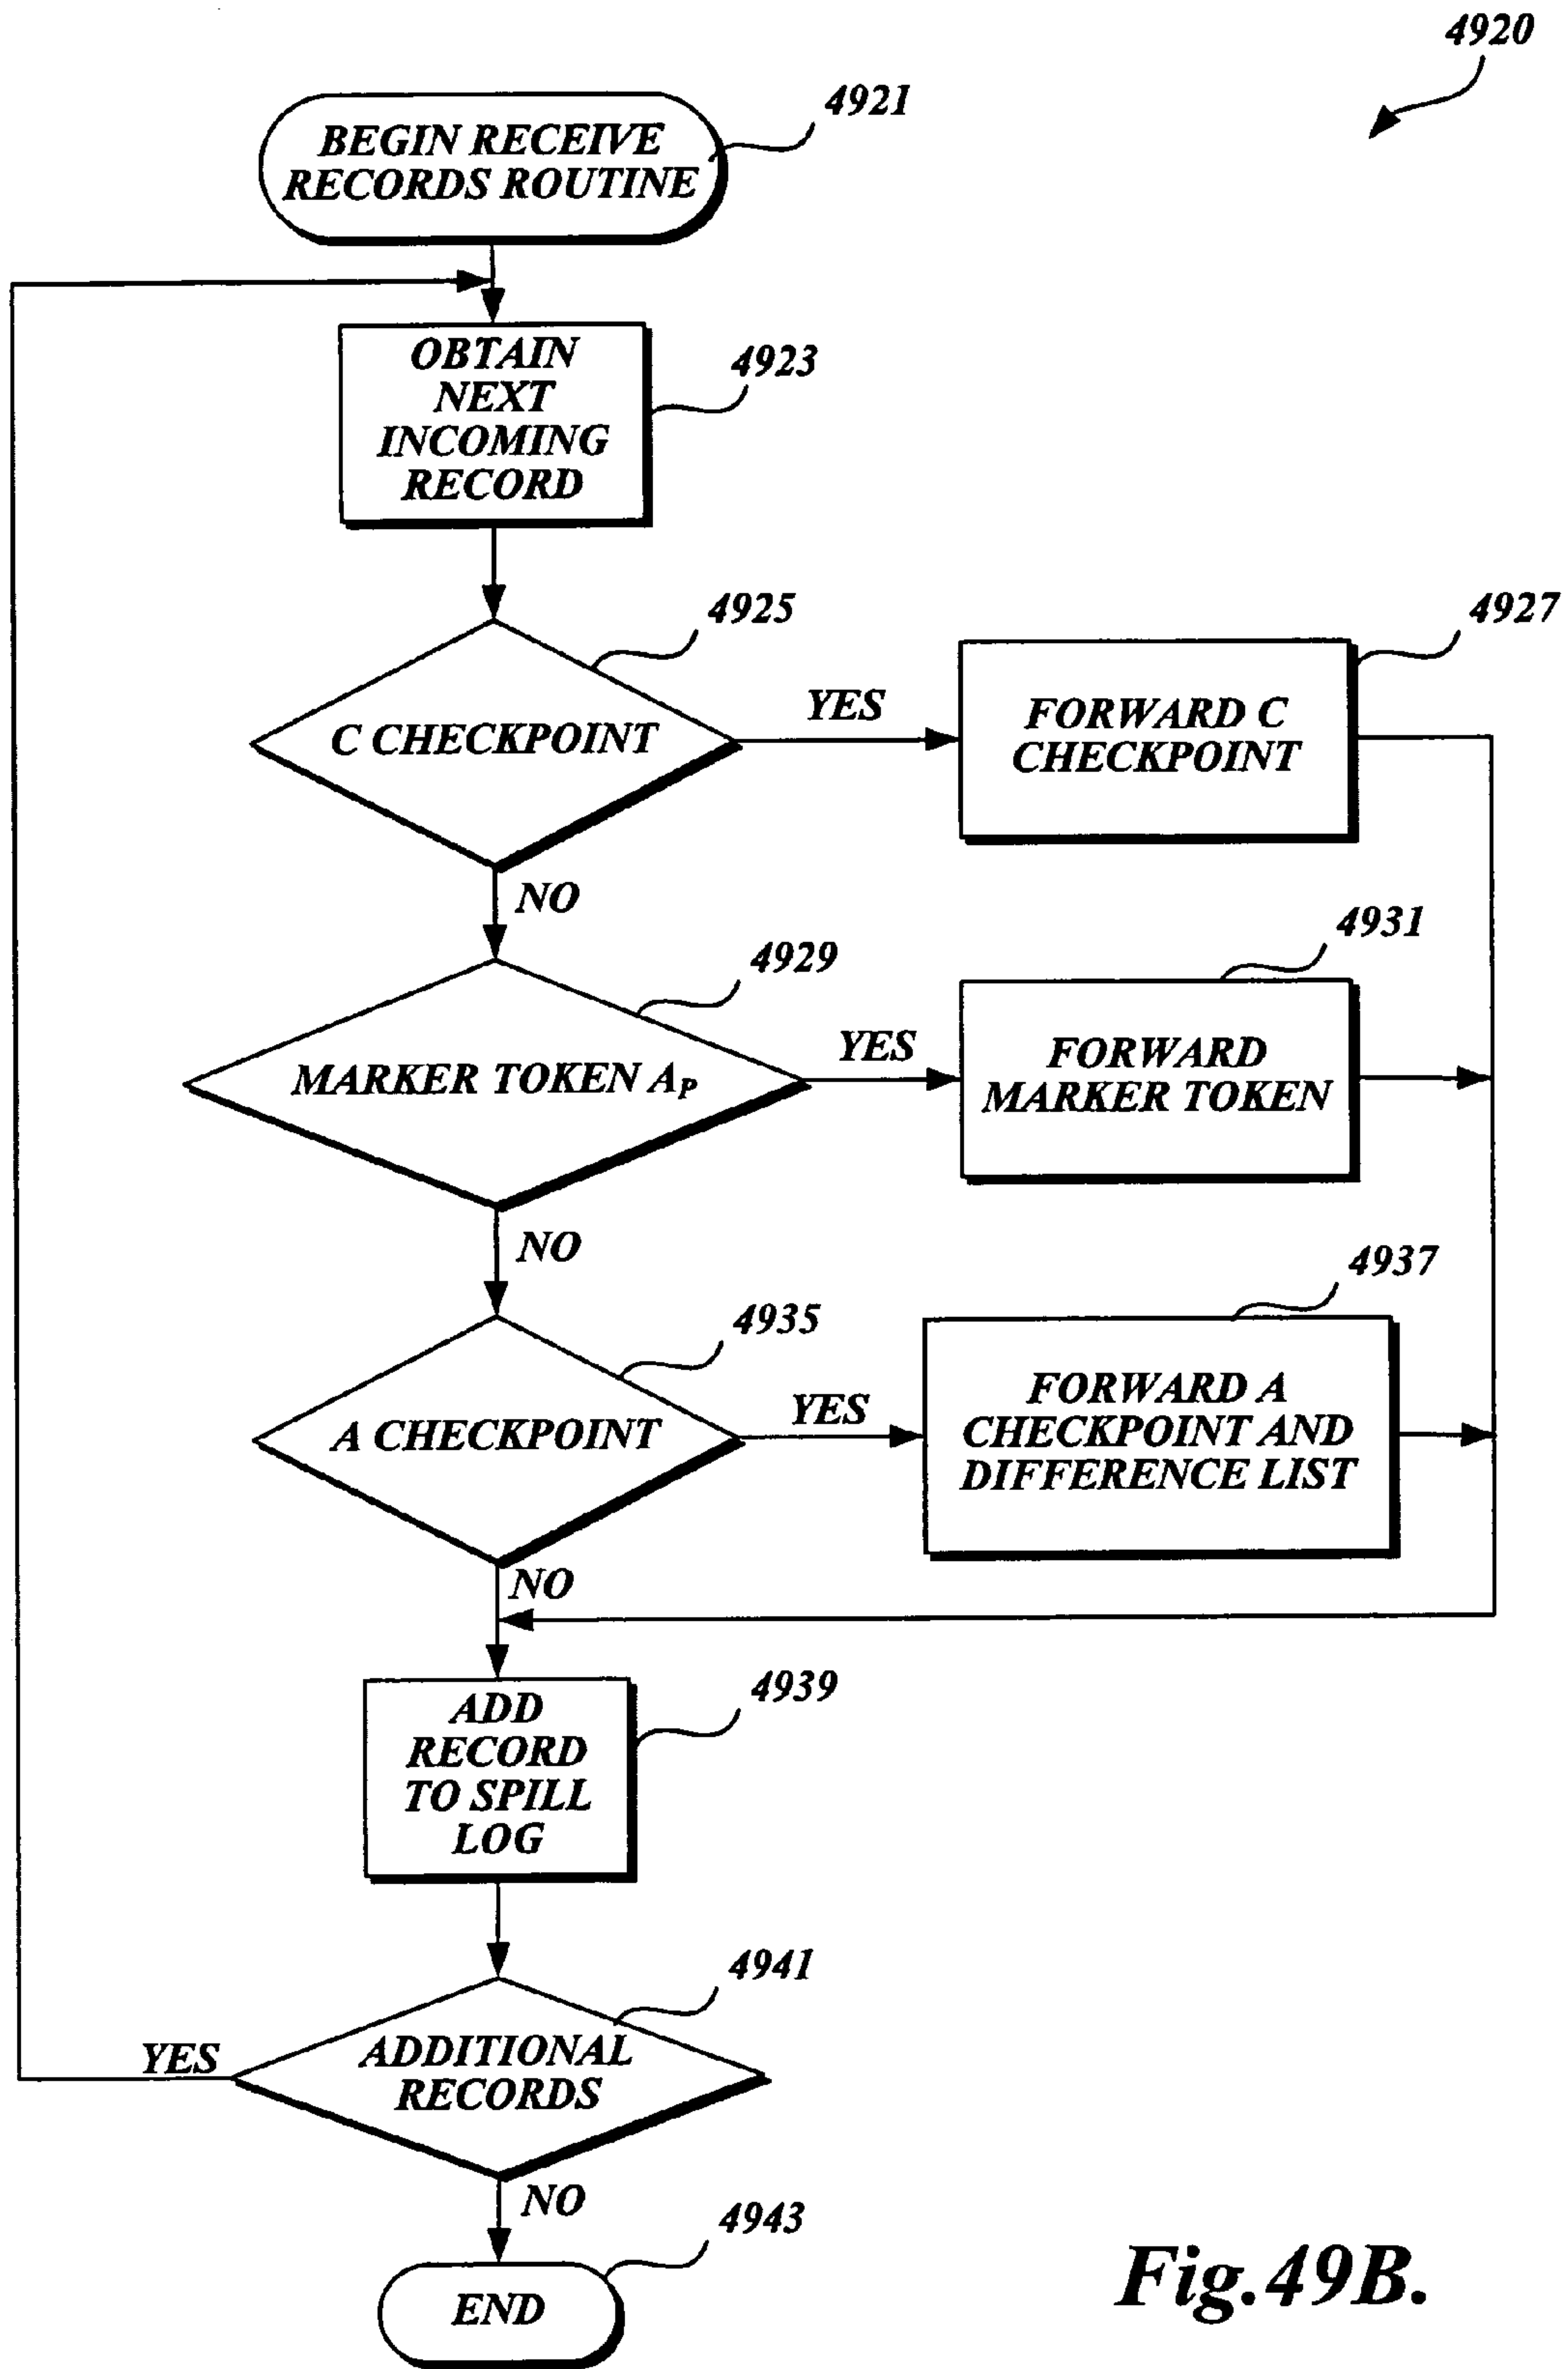 4920
4921
BEGIN RECEIVE
RECORDS ROUTINE
OBTAIN
NEXT
INCOMING
RECORD
4923
4925
C CHECKPOINT
YES
4927
FORWARD C
CHECKPOINT
NO
4929
MARKER TOKEN AP
YES
4931
FORWARD
MARKER TOKEN
NO
4935
A CHECKPOINT
YES
4937
FORWARD A
CHECKPOINT AND
DIFFERENCE LIST
NO
ADD
RECORD
TO SPILL
LOG
4939
4941
ADDITIONAL
RECORDS
YES
NO
4943
END
Fig.49B.